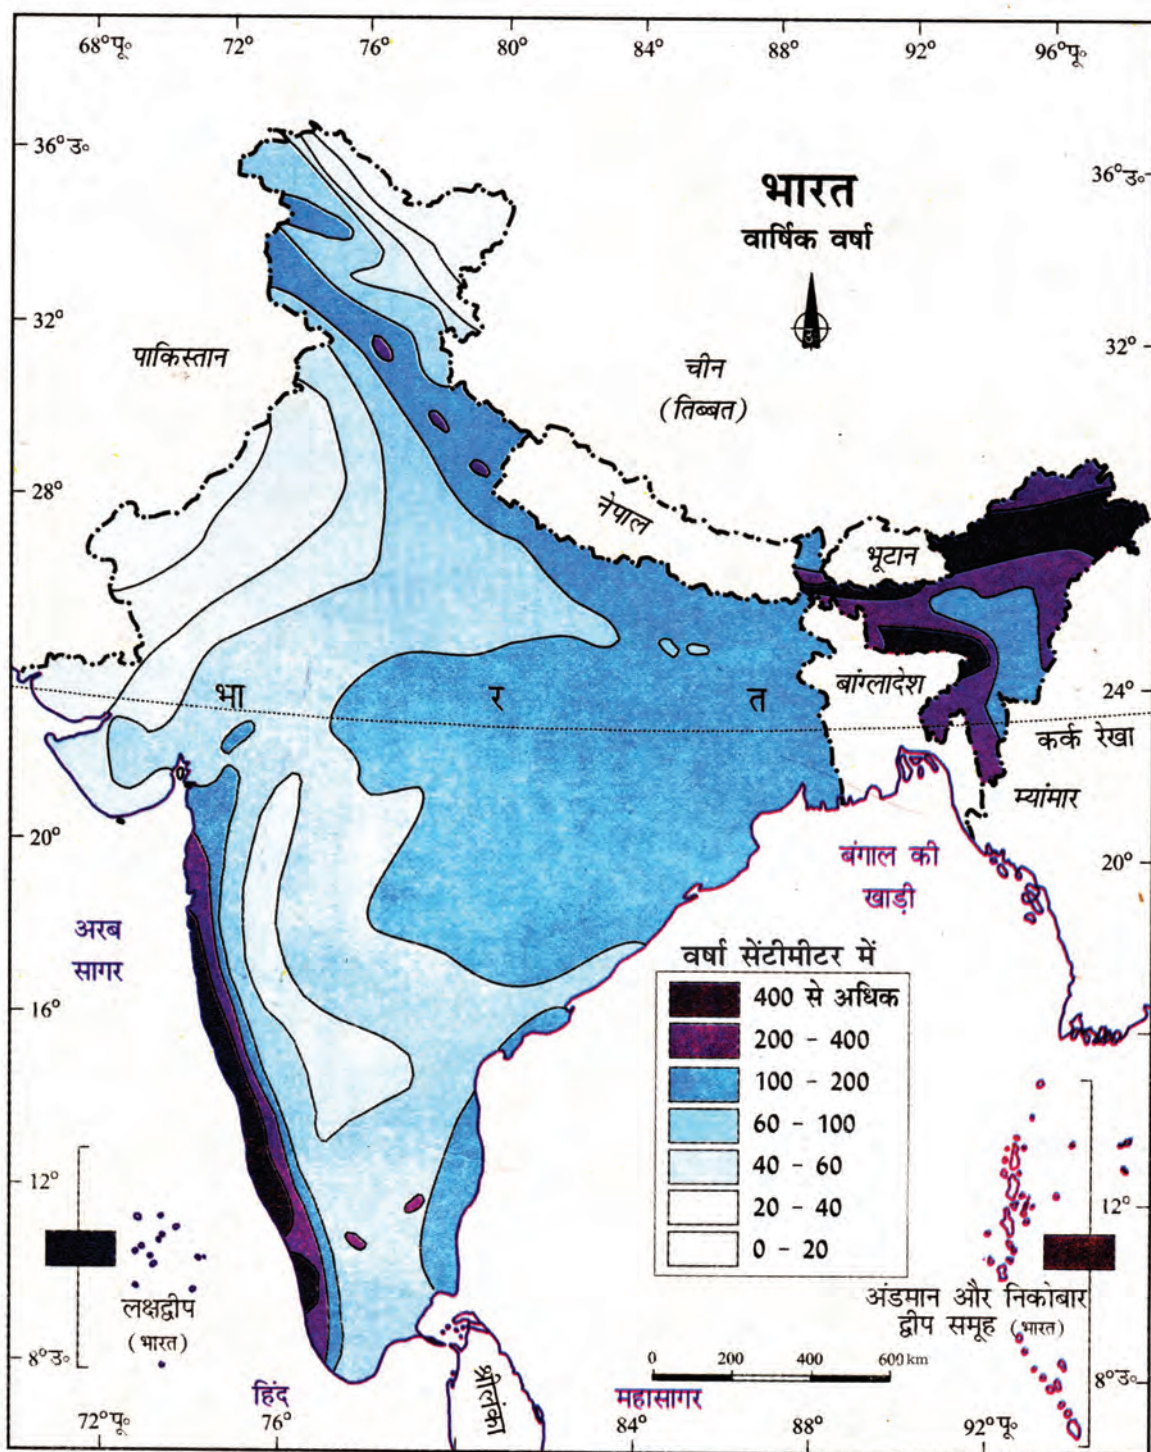 68°पू॰ 72° 76° 80° 84° 88° 92° 96°पू॰
36°उ॰
36°उ॰
भारत
वार्षिक वर्षा
उ
32°
32°
पाकिस्तान
चीन
(तिब्बत)
28°
नेपाल
भूटान
बांग्लादेश
भा र त
24°
कर्क रेखा
म्यांमार
20°
20°
बंगाल की
खाड़ी
अरब
सागर
वर्षा सेंटीमीटर में
400 से अधिक
200 - 400
100 - 200
60 - 100
40 - 60
20 - 40
0 - 20
16°
12°
12°
लक्षद्वीप
(भारत)
अंडमान और निकोबार
द्वीप समूह (भारत)
0 200 400 600 km
8°उ॰
8°उ॰
श्रीलंका
हिंद महासागर
72°पू॰ 76° 84° 88° 92°पू॰